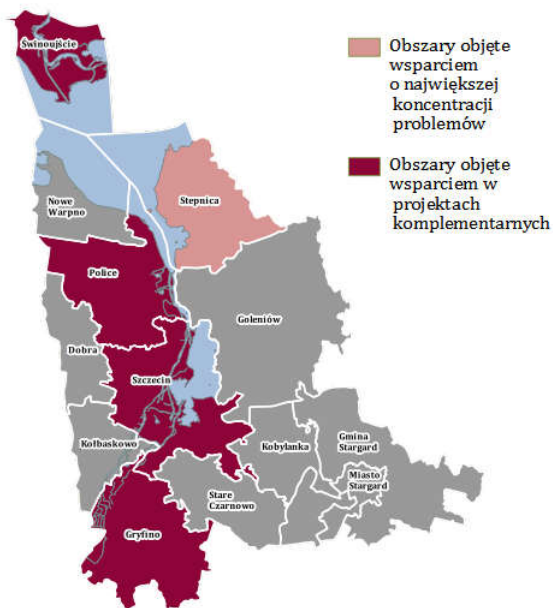 Świnoujście
Obszary objęte
wsparciem
o największej
koncentracji
problemów
Obszary objęte
wsparciem w
projektach
komplementarnych
Nowe
Warpno
Stepnica
Police
Goleniów
Dobra
Szczecin
Kołbaskowo
Kobylanka
Gmina
Stargard
Miasto
Stargard
Stare
Czarnowo
Gryfino